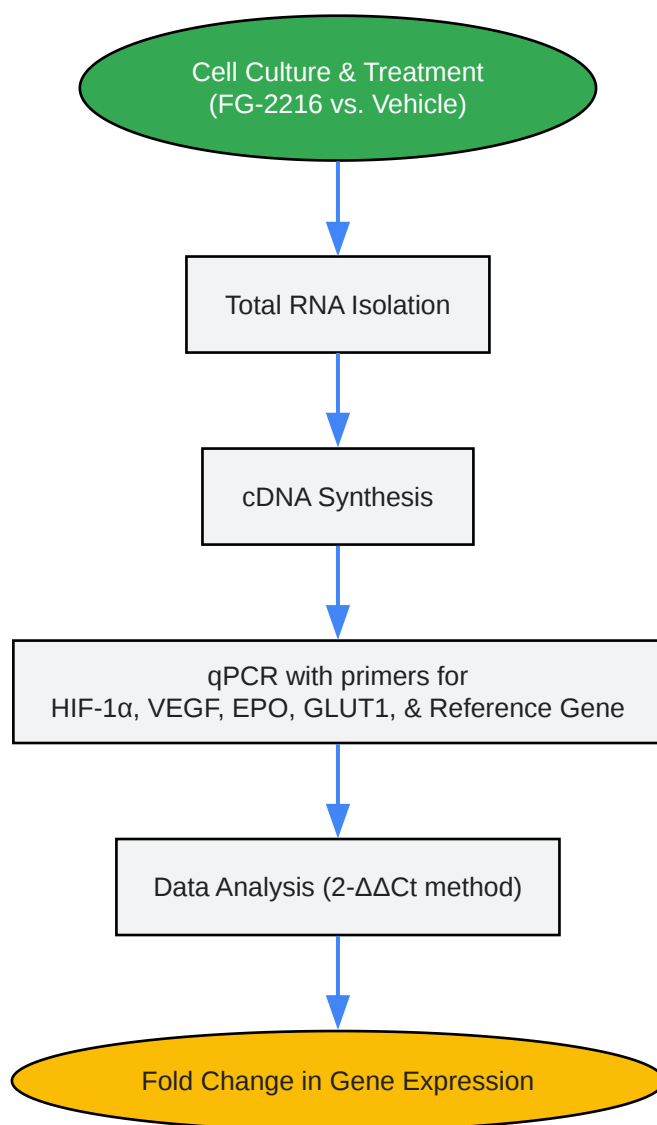 Cell Culture & Treatment
(FG-2216 vs. Vehicle)
Total RNA Isolation
cDNA Synthesis
qPCR with primers for
HIF-1α, VEGF, EPO, GLUT1, & Reference Gene
Data Analysis (2-ΔΔCt method)
Fold Change in Gene Expression